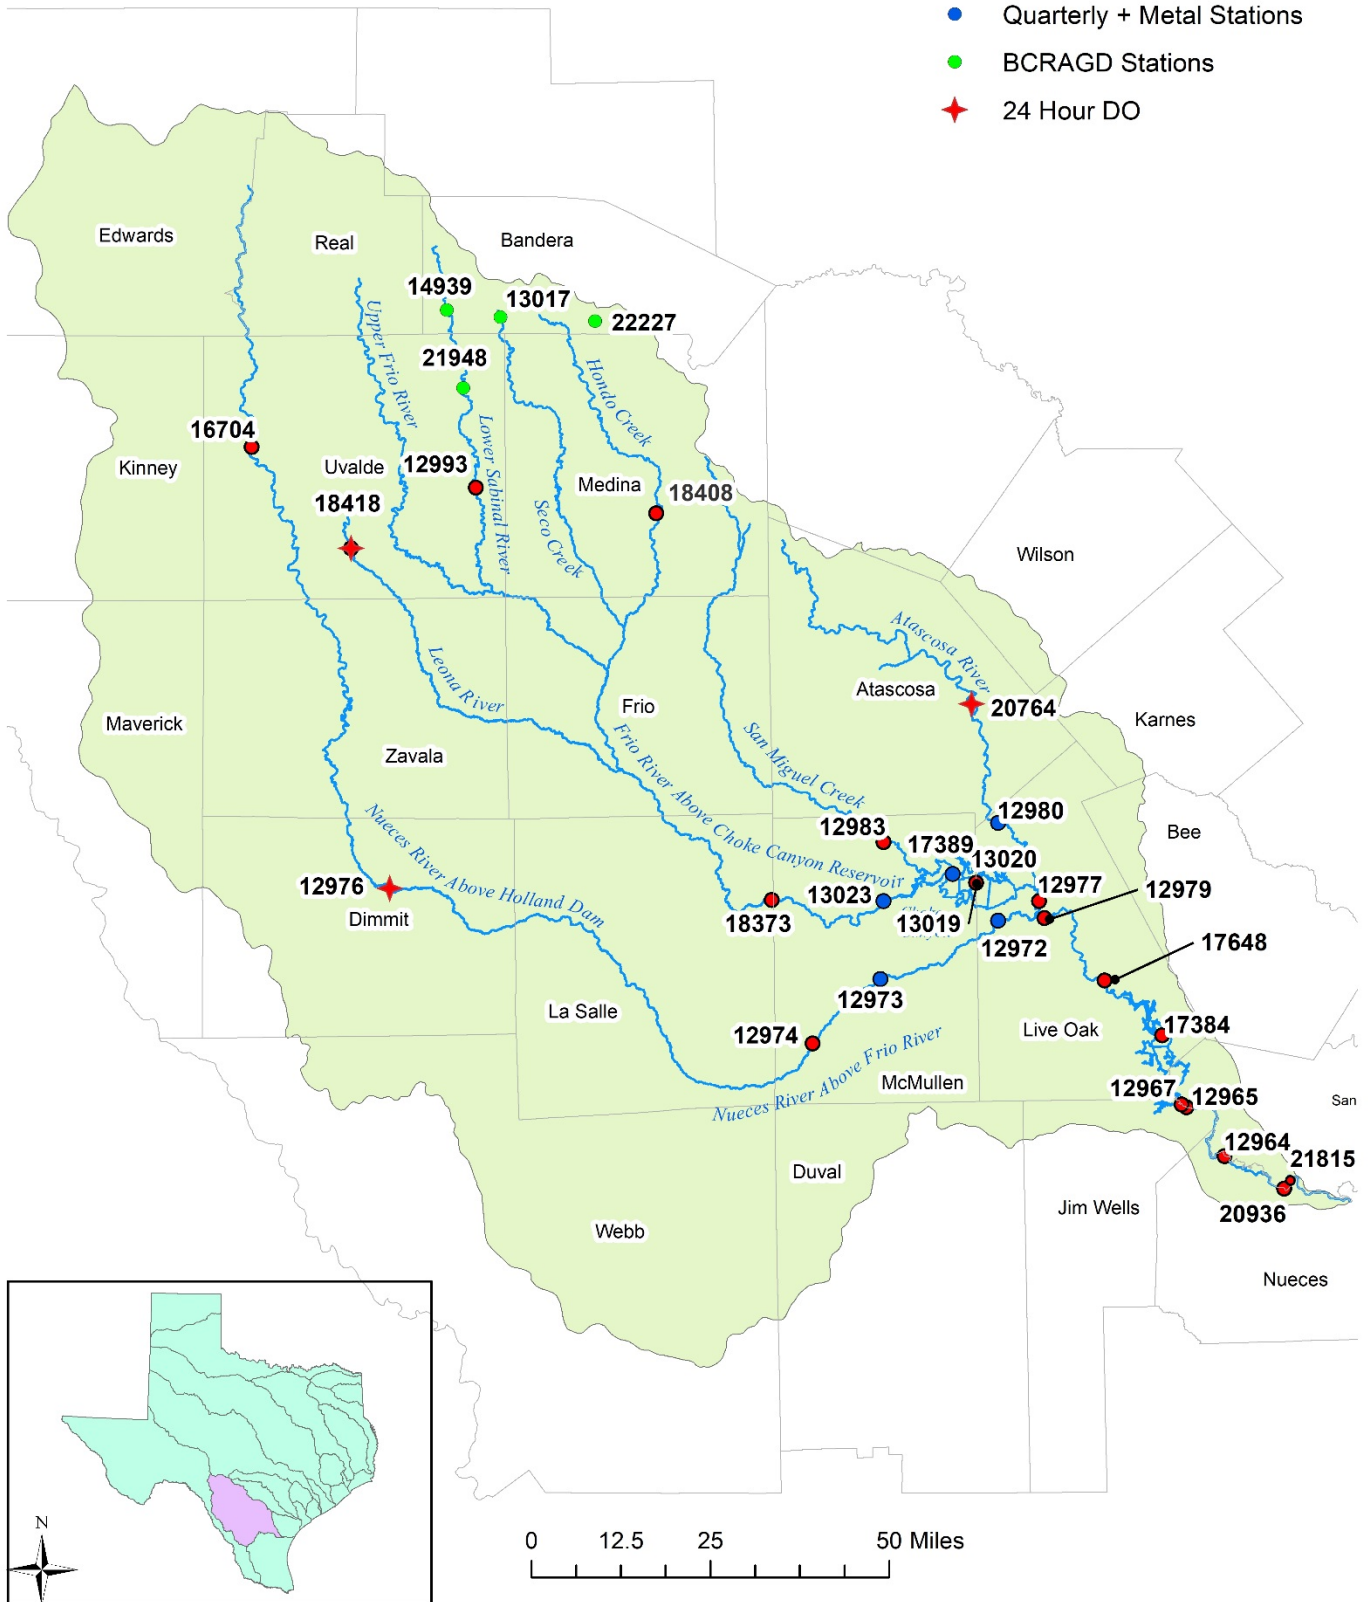 Quarterly + Metal Stations
BCRAGD Stations
24 Hour DO
Edwards
Real
Bandera
14939
13017
22227
Upper Frio River
21948
Hondo Creek
16704
Kinney
Uvalde
12993
Lower Sabinal River
Medina
18408
18418
Seco Creek
Wilson
Atascosa River
Leona River
Atascosa
20764
Maverick
Frio
Karnes
Zavala
San Miguel Creek
Frio River Above Choke Canyon Reservoir
Nueces River Above Holland Dam
12983
12980
Bee
17389
13020
12976
Dimmit
18373
13023
13019
12977
12979
12972
17648
12973
La Salle
12974
Live Oak
17384
Nueces River Above Frio River
McMullen
12967
12965
San
12964
21815
Duval
20936
Jim Wells
Webb
Nueces
N
0 12.5 25 50 Miles